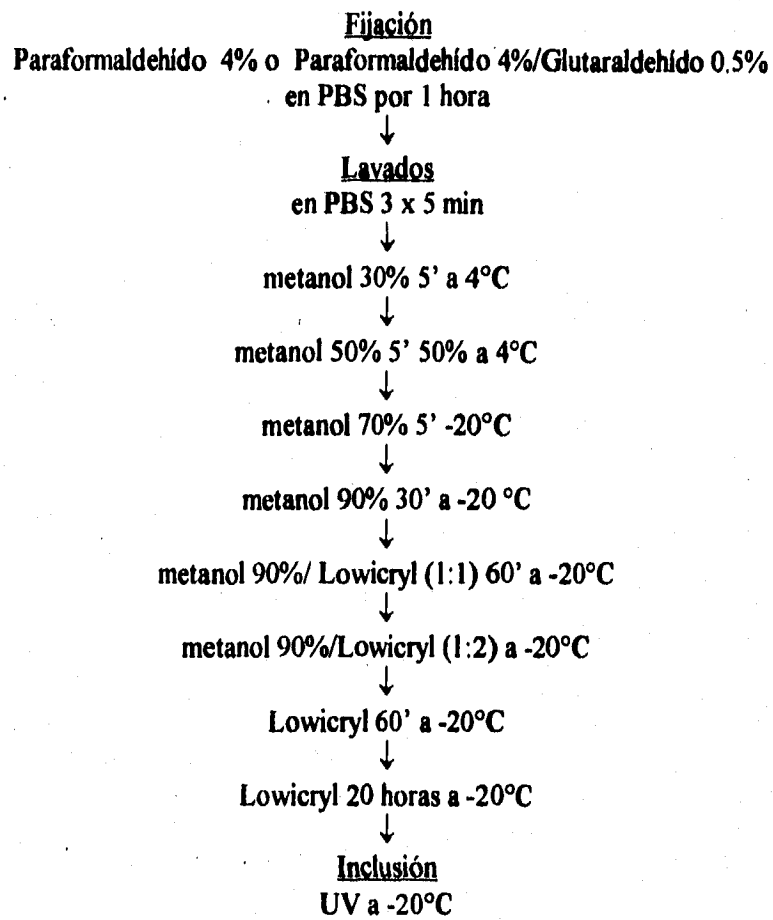 Fijación
Paraformaldehído 4% o Paraformaldehído 4%/Glutaraldehído 0.5%
en PBS por 1 hora
↓
Lavados
en PBS 3 x 5 min
↓
metanol 30% 5' a 4°C
↓
metanol 50% 5' 50% a 4°C
↓
metanol 70% 5' -20°C
↓
metanol 90% 30' a -20 °C
↓
metanol 90%/ Lowicryl (1:1) 60' a -20°C
↓
metanol 90%/Lowicryl (1:2) a -20°C
↓
Lowicryl 60' a -20°C
↓
Lowicryl 20 horas a -20°C
↓
Inclusión
UV a -20°C